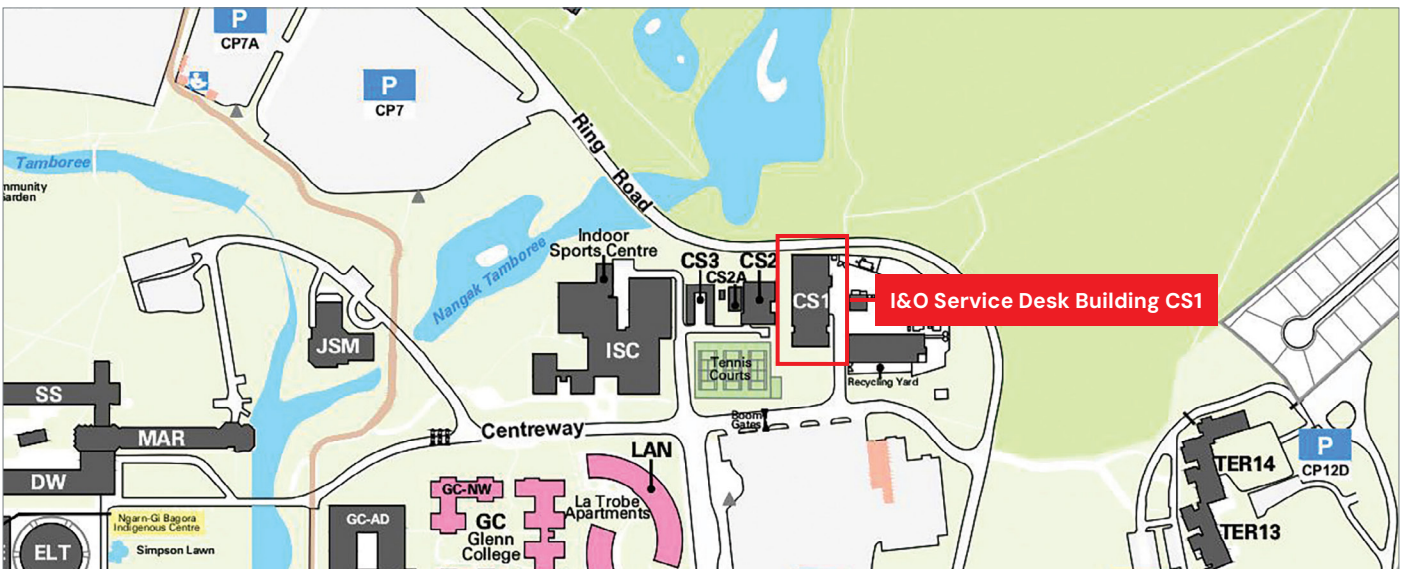 P
CP7A
P
CP7
Ring
Road
Tamboree
mmunity
Garden
Nangak Tamboree
Indoor
Sports Centre
CS3
CS2A
CS2
CS1
I&O Service Desk Building CS1
JSM
ISC
Tennis
Courts
Recycling Yard
Boom
Gates
SS
MAR
DW
Centreway
LAN
GC-NW
La Trobe
Apartments
GC
Glenn
College
GC-AD
Ngarn-Gi Bagora
Indigenous Centre
ELT
Simpson Lawn
P
CP12D
TER14
TER13